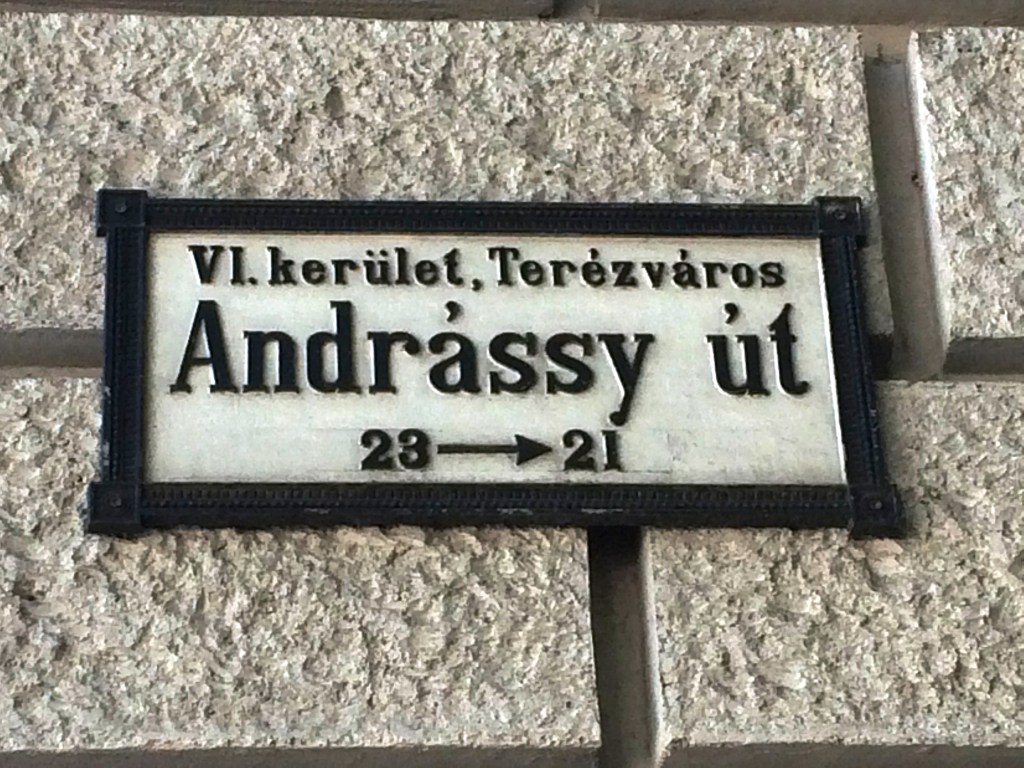 VI. kerület, Terézváros
Andrássy út
23 → 21